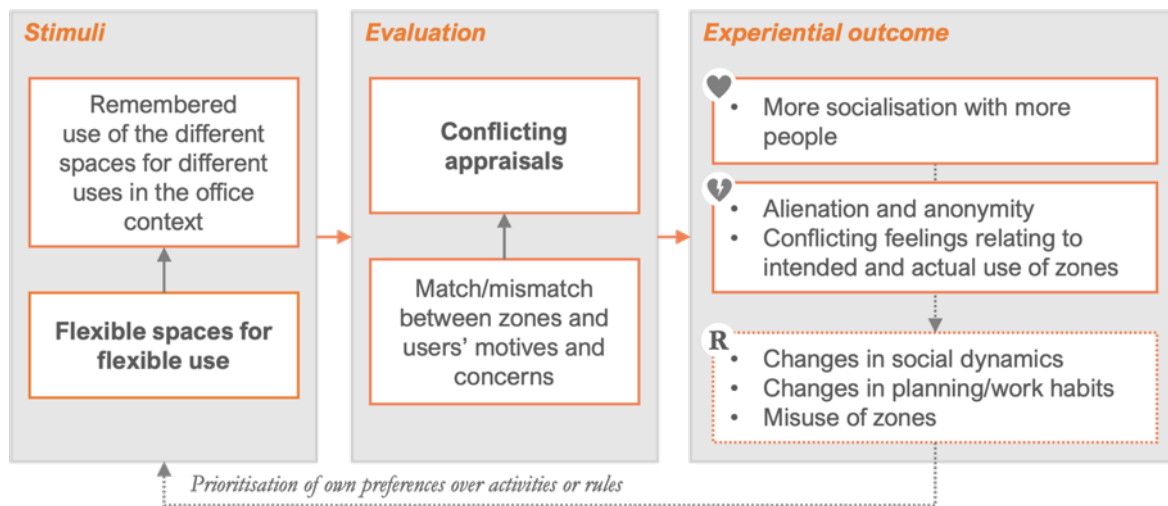 Stimuli
Remembered
use of the different
spaces for different
uses in the office
context
Flexible spaces for
flexible use
Evaluation
Conflicting
appraisals
Match/mismatch
between zones and
users’ motives and
concerns
Experiential outcome
• More socialisation with more
people
• Alienation and anonymity
• Conflicting feelings relating to
intended and actual use of zones
R
• Changes in social dynamics
• Changes in planning/work habits
• Misuse of zones
Prioritisation of own preferences over activities or rules